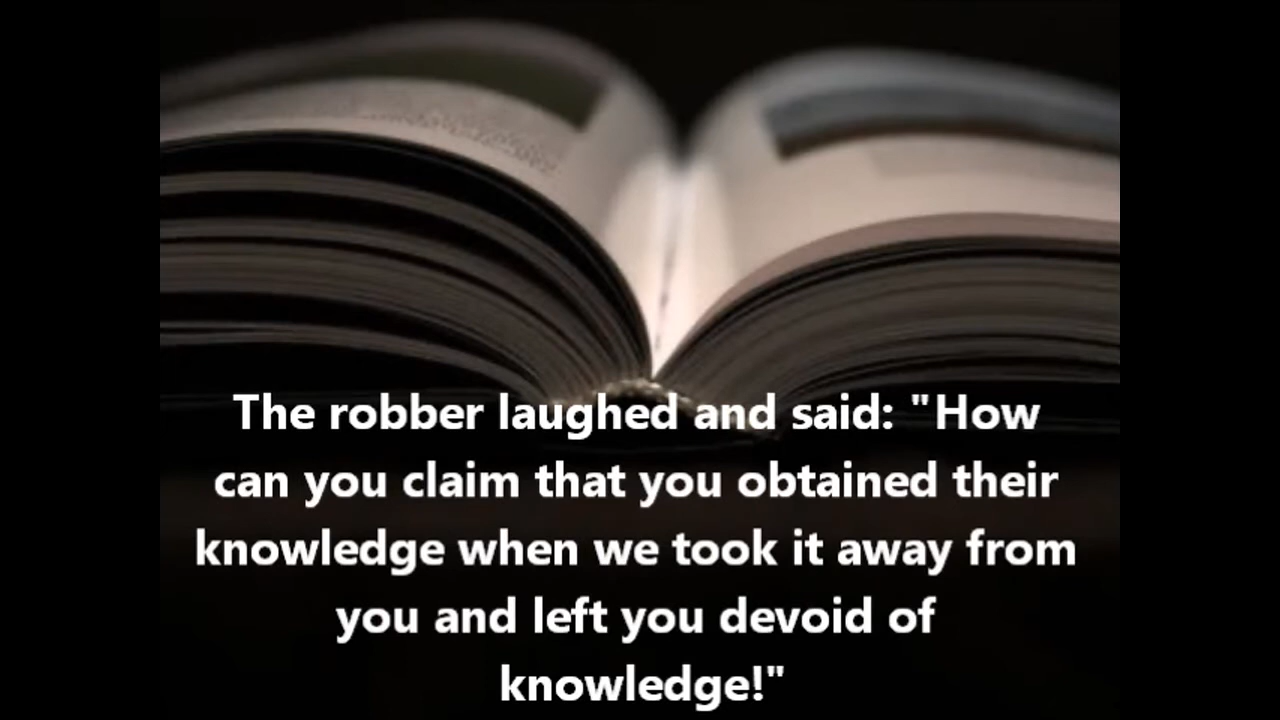 The robber laughed and said: "How
can you claim that you obtained their
knowledge when we took it away from
you and left you devoid of
knowledge!"